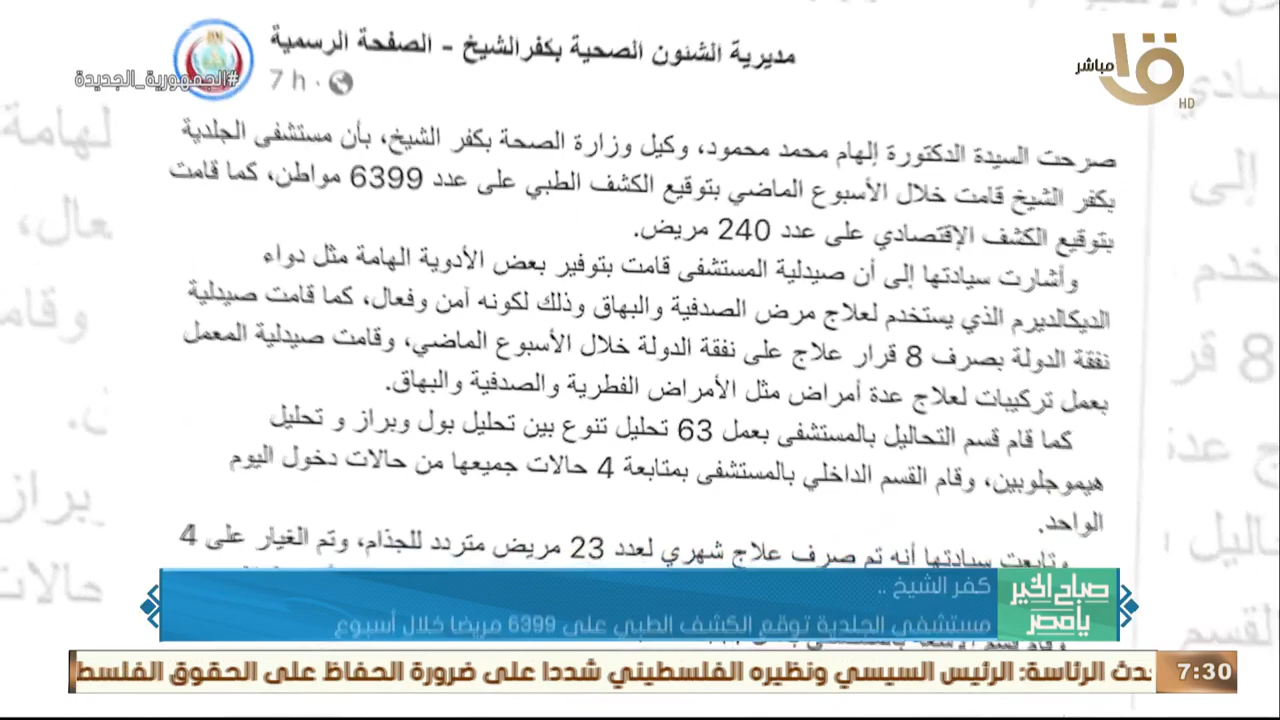 مديرية الشئون الصحية بكفرالشيخ - الصفحة الرسمية
7 h ·
#الجمهورية_الجديدة
مباشر
HD
صرحت السيدة الدكتورة إلهام محمد محمود، وكيل وزارة الصحة بكفر الشيخ، بأن مستشفى الجلدية
بكفر الشيخ قامت خلال الأسبوع الماضي بتوقيع الكشف الطبي على عدد 6399 مواطن، كما قامت
بتوقيع الكشف الإقتصادي على عدد 240 مريض.
وأشارت سيادتها إلى أن صيدلية المستشفى قامت بتوفير بعض الأدوية الهامة مثل دواء
الديكالديرم الذي يستخدم لعلاج مرض الصدفية والبهاق وذلك لكونه آمن وفعال، كما قامت صيدلية
نفقة الدولة بصرف 8 قرار علاج على نفقة الدولة خلال الأسبوع الماضي، وقامت صيدلية المعمل
بعمل تركيبات لعلاج عدة أمراض مثل الأمراض الفطرية والصدفية والبهاق.
كما قام قسم التحاليل بالمستشفى بعمل 63 تحليل تنوع بين تحليل بول وبراز و تحليل
هيموجلوبين، وقام القسم الداخلي بالمستشفى بمتابعة 4 حالات جميعها من حالات دخول اليوم
الواحد.
وتابعت سيادتها أنه تم صرف علاج شهري لعدد 23 مريض متردد للجذام، وتم الغيار على 4
صباح الخير
يا مصر
كفر الشيخ ..
مستشفى الجلدية توقع الكشف الطبي على 6399 مريضا خلال أسبوع
7:30
حدث الرئاسة: الرئيس السيسي ونظيره الفلسطيني شددا على ضرورة الحفاظ على الحقوق الفلسط